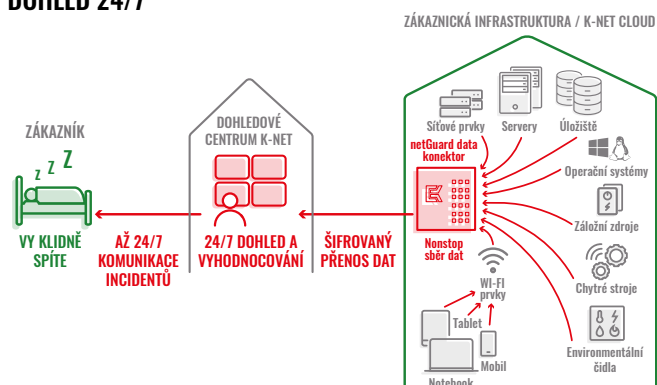 DOHLED 24/7
ZÁKAZNICKÁ INFRASTRUKTURA / K-NET CLOUD
ZÁKAZNÍK
z z Z
VY KLIDNĚ
SPÍTE
AŽ 24/7
KOMUNIKACE
INCIDENTŮ
DOHLEDOVÉ
CENTRUM K-NET
24/7 DOHLED A
VYHODNOCOVÁNÍ
ŠIFROVANÝ
PŘENOS DAT
Síťové prvky
Servery
Úložiště
netGuard data
konektor
Nonstop
sběr dat
Operační systémy
Záložní zdroje
Chytré stroje
Environmentální
čidla
WI-FI
prvky
Tablet
Mobil
Notebook